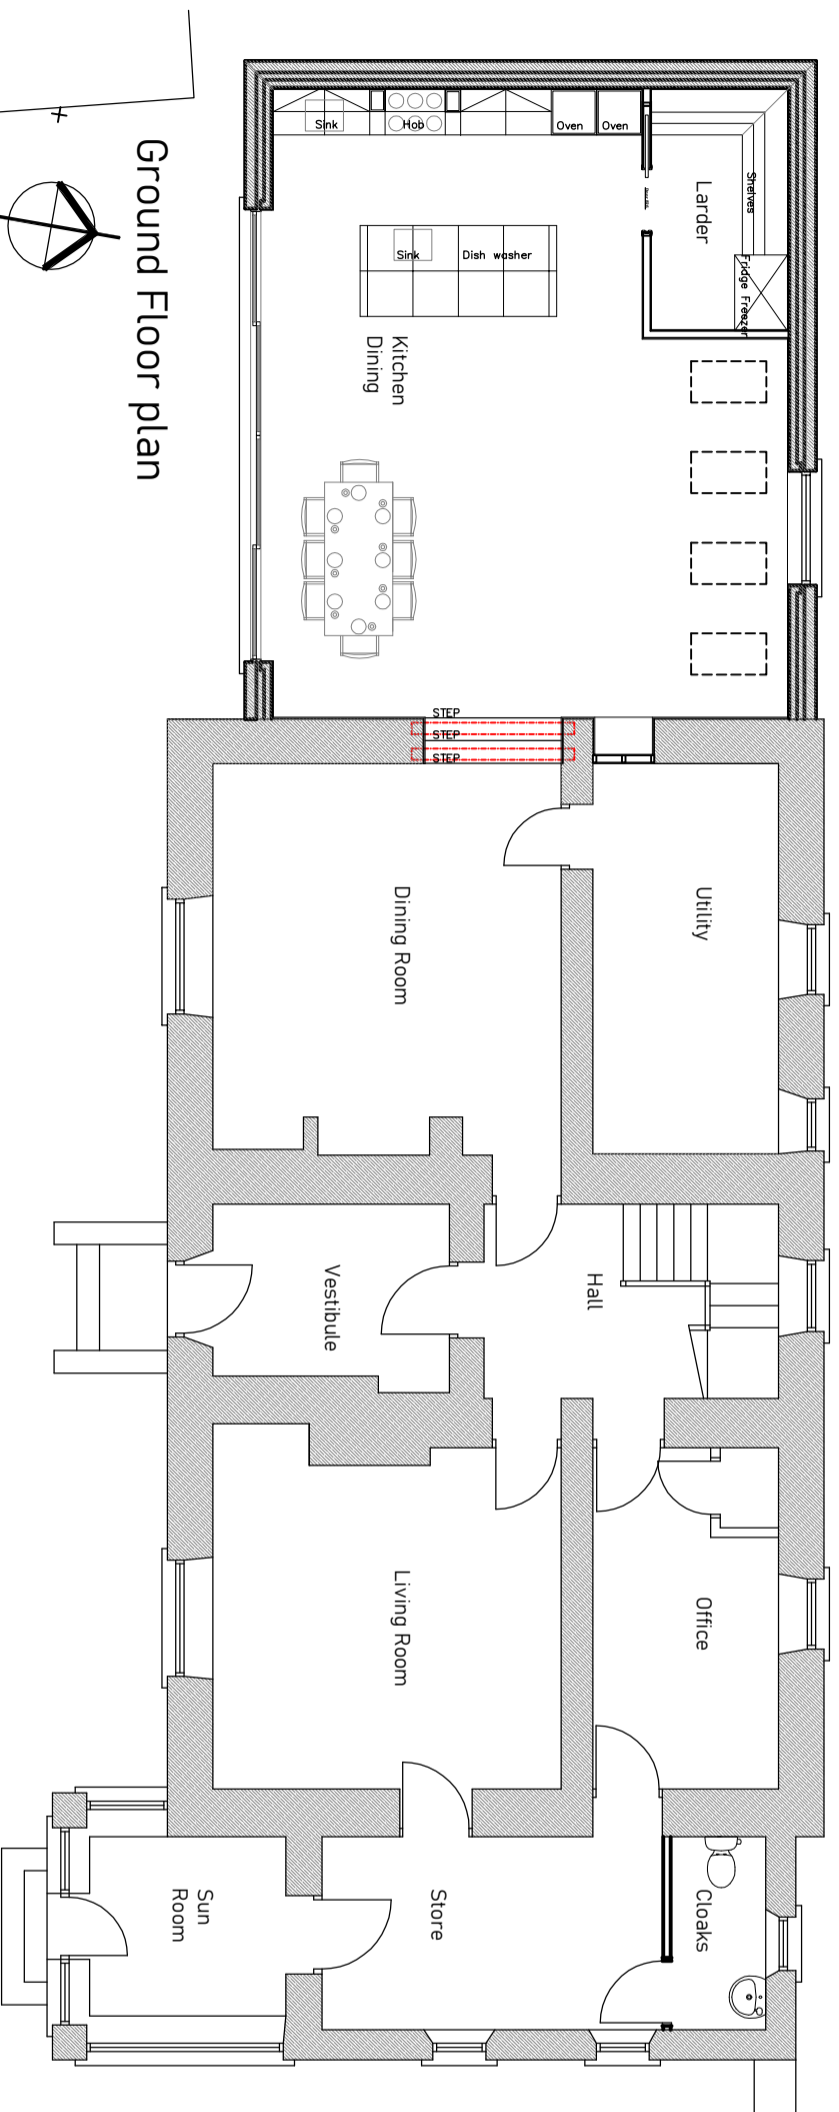 Ground Floor plan
Sink
Hob
Oven
Oven
Larder
Shelves
Fridge Freezer
Sink
Dish washer
Kitchen
Dining
STEP
STEP
STEP
Dining Room
Utility
Vestibule
Hall
Living Room
Office
Sun
Room
Store
Cloaks